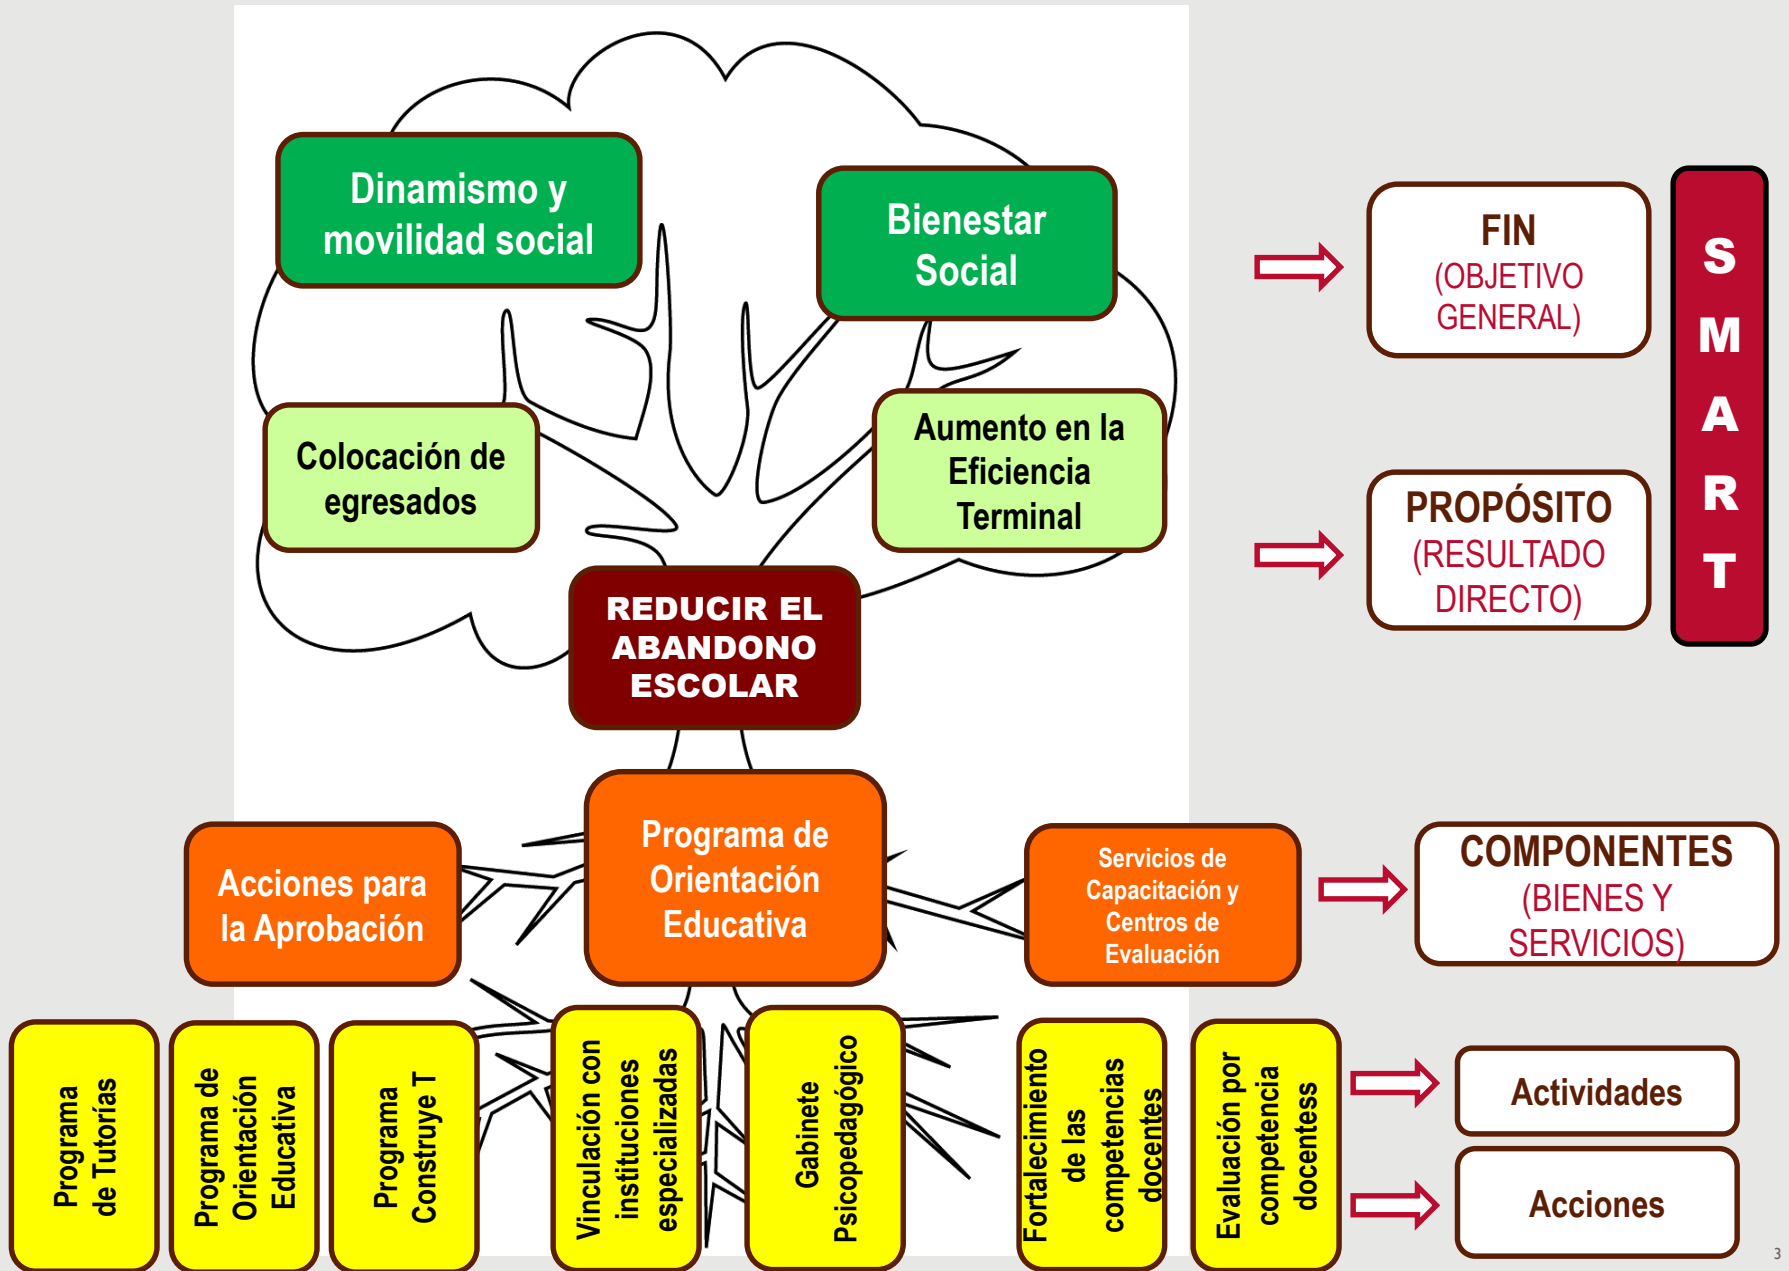 Dinamismo y
movilidad social
Bienestar
Social
FIN
(OBJETIVO
GENERAL)
S
M
A
R
T
Colocación de
egresados
Aumento en la
Eficiencia
Terminal
PROPÓSITO
(RESULTADO
DIRECTO)
REDUCIR EL
ABANDONO
ESCOLAR
Acciones para
la Aprobación
Programa de
Orientación
Educativa
Servicios de
Capacitación y
Centros de
Evaluación
COMPONENTES
(BIENES Y
SERVICIOS)
Programa
de Tutorías
Programa de
Orientación
Educativa
Programa
Construye T
Vinculación con
instituciones
especializadas
Gabinete
Psicopedagógico
Fortalecimiento
de las
competencias
docentes
Evaluación por
competencia
docentess
Actividades
Acciones
3